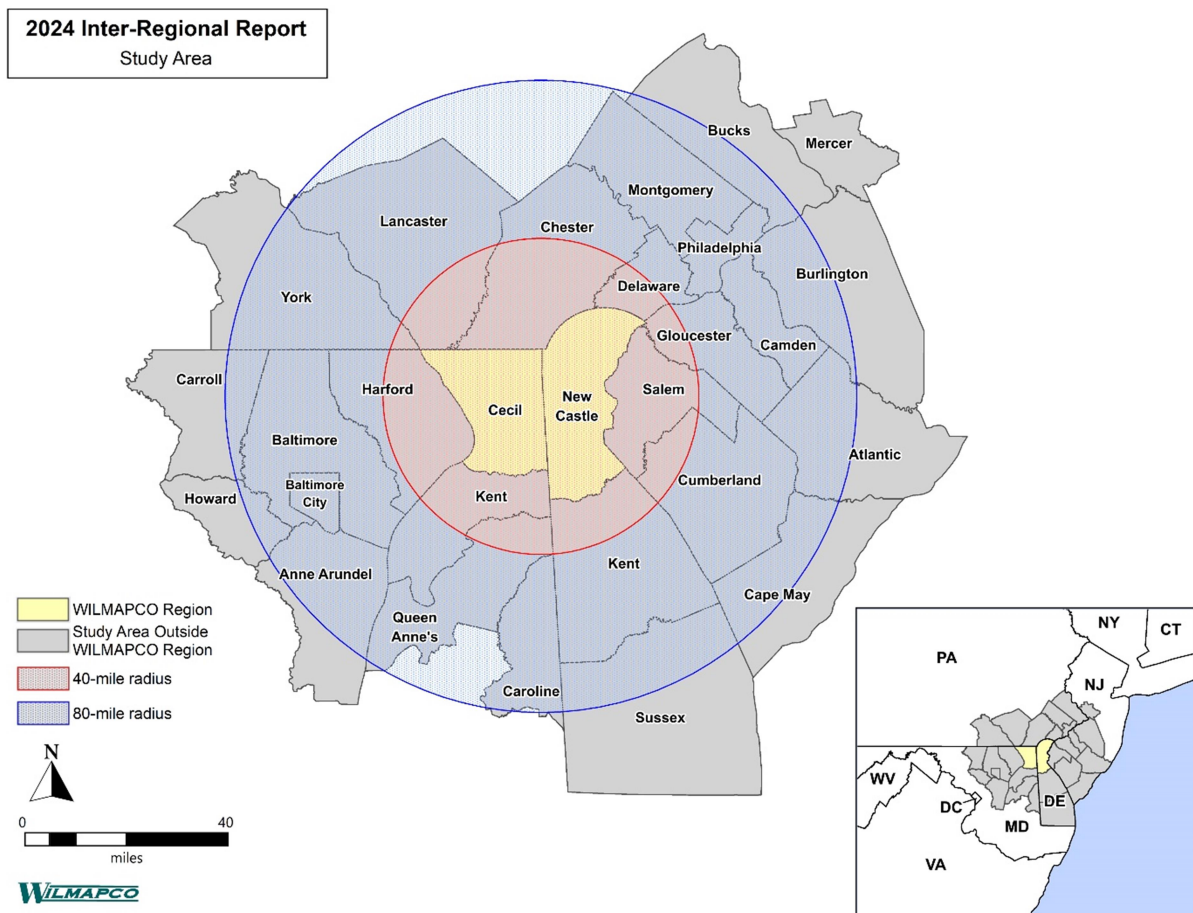 2024 Inter-Regional Report
Study Area
Bucks
Mercer
Montgomery
Lancaster
Chester
Philadelphia
Burlington
Delaware
York
Gloucester
Camden
Carroll
Harford
Salem
New
Castle
Cecil
Baltimore
Atlantic
Cumberland
Baltimore
City
Howard
Kent
Kent
Anne Arundel
Cape May
Queen
Anne's
Caroline
Sussex
WILMAPCO Region
Study Area Outside
WILMAPCO Region
40-mile radius
80-mile radius
N
0 40
miles
WILMAPCO
NY
CT
PA
NJ
WV
DC
DE
MD
VA